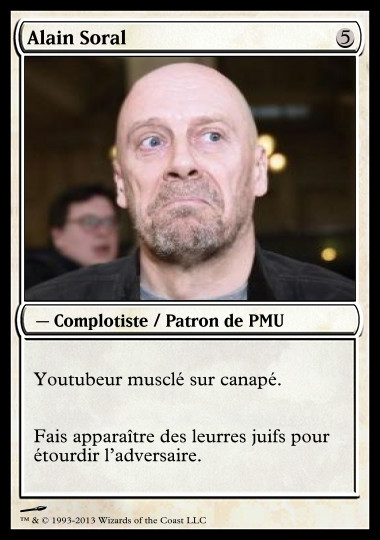 Alain Soral 5
— Complotiste / Patron de PMU
Youtubeur musclé sur canapé.
Fais apparaître des leurres juifs pour
étourdir l'adversaire.
™ & © 1993-2013 Wizards of the Coast LLC